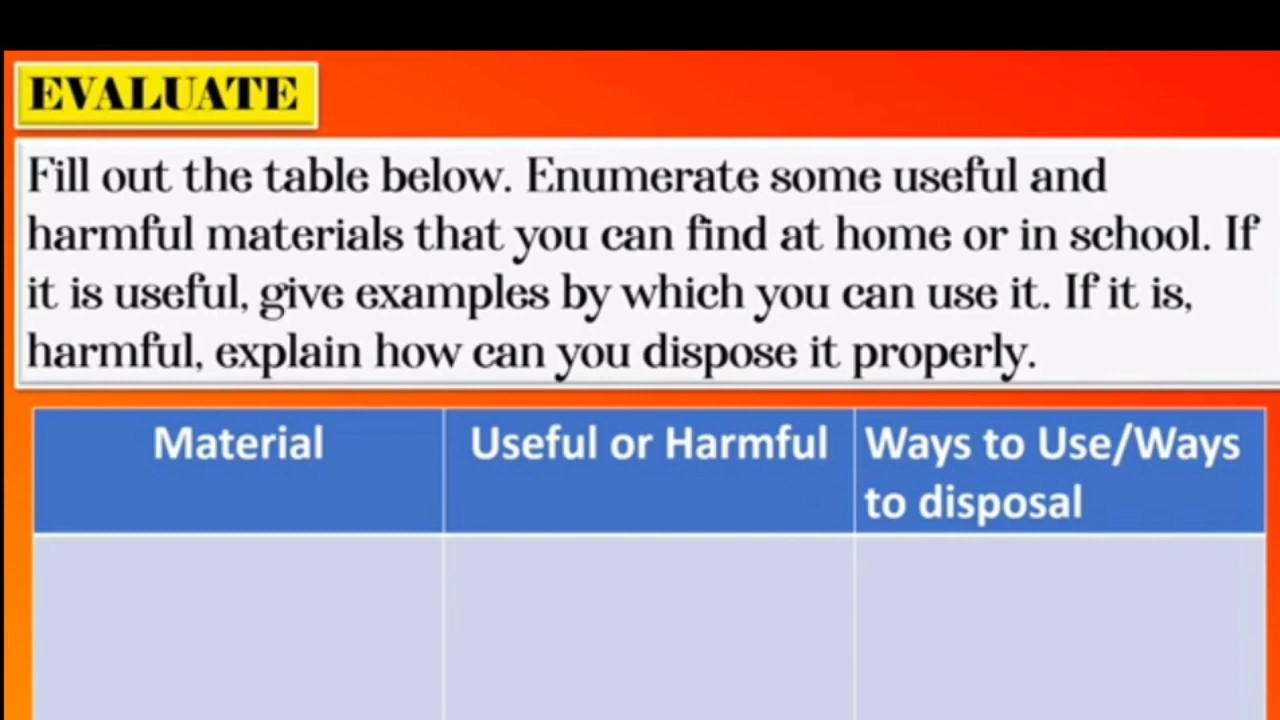 EVALUATE
Fill out the table below. Enumerate some useful and
harmful materials that you can find at home or in school. If
it is useful, give examples by which you can use it. If it is,
harmful, explain how can you dispose it properly.
Material
Useful or Harmful
Ways to Use/Ways
to disposal